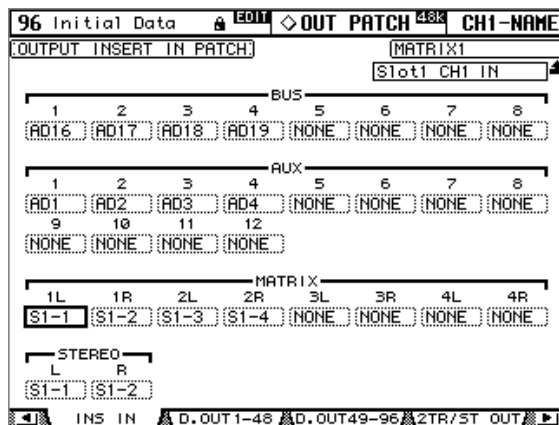 96 Initial Data EDIT ◇OUT PATCH 48k CH1-NAME
OUTPUT INSERT IN PATCH MATRIX1
Slot1 CH1 IN
BUS
1 2 3 4 5 6 7 8
AD16 AD17 AD18 AD19 NONE NONE NONE NONE
AUX
1 2 3 4 5 6 7 8
AD1 AD2 AD3 AD4 NONE NONE NONE NONE
9 10 11 12
NONE NONE NONE NONE
MATRIX
1L 1R 2L 2R 3L 3R 4L 4R
S1-1 S1-2 S1-3 S1-4 NONE NONE NONE NONE
STEREO
L R
S1-1 S1-2
INS IN D.OUT1-48 D.OUT49-96 2TR/ST OUT